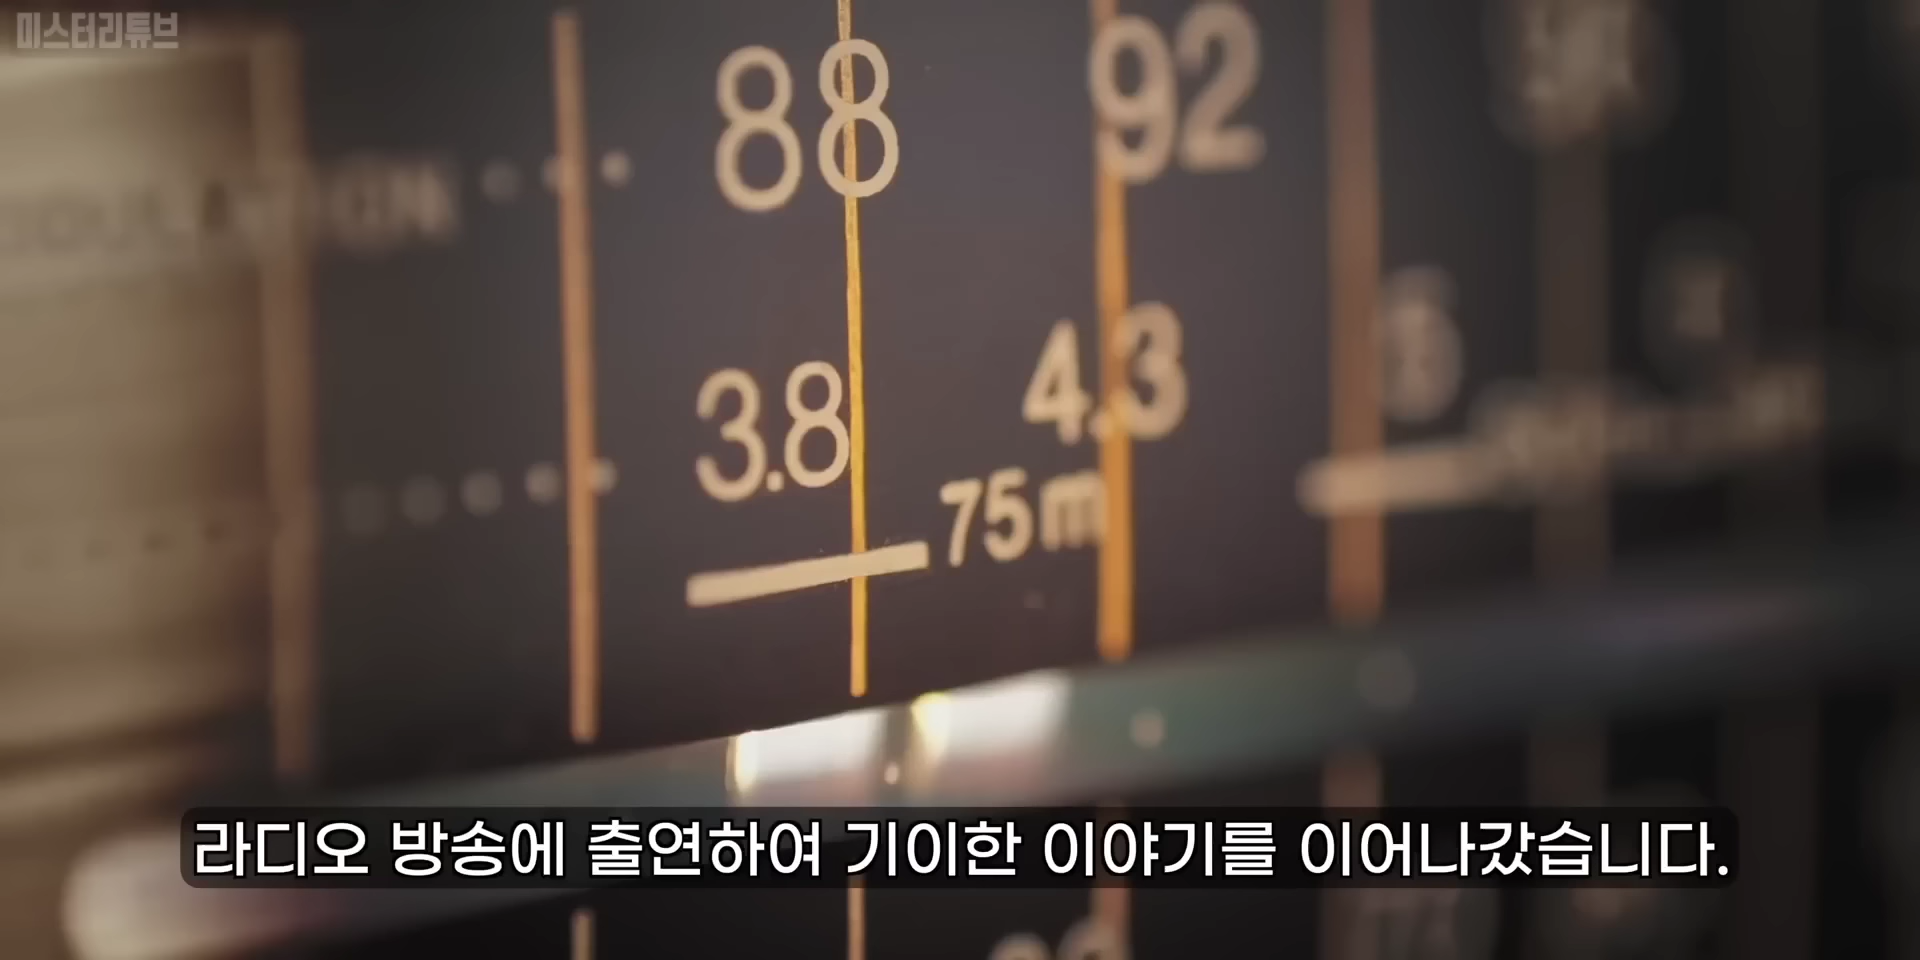 미스터리튜브
88 92
3.8 4.3
75m
라디오 방송에 출연하여 기이한 이야기를 이어나갔습니다.